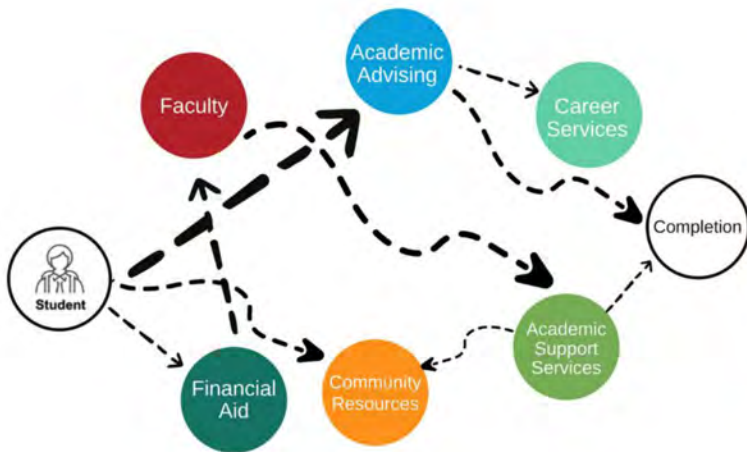 Academic
Advising
Faculty
Career
Services
Completion
Student
Academic
Support
Services
Financial
Aid
Community
Resources